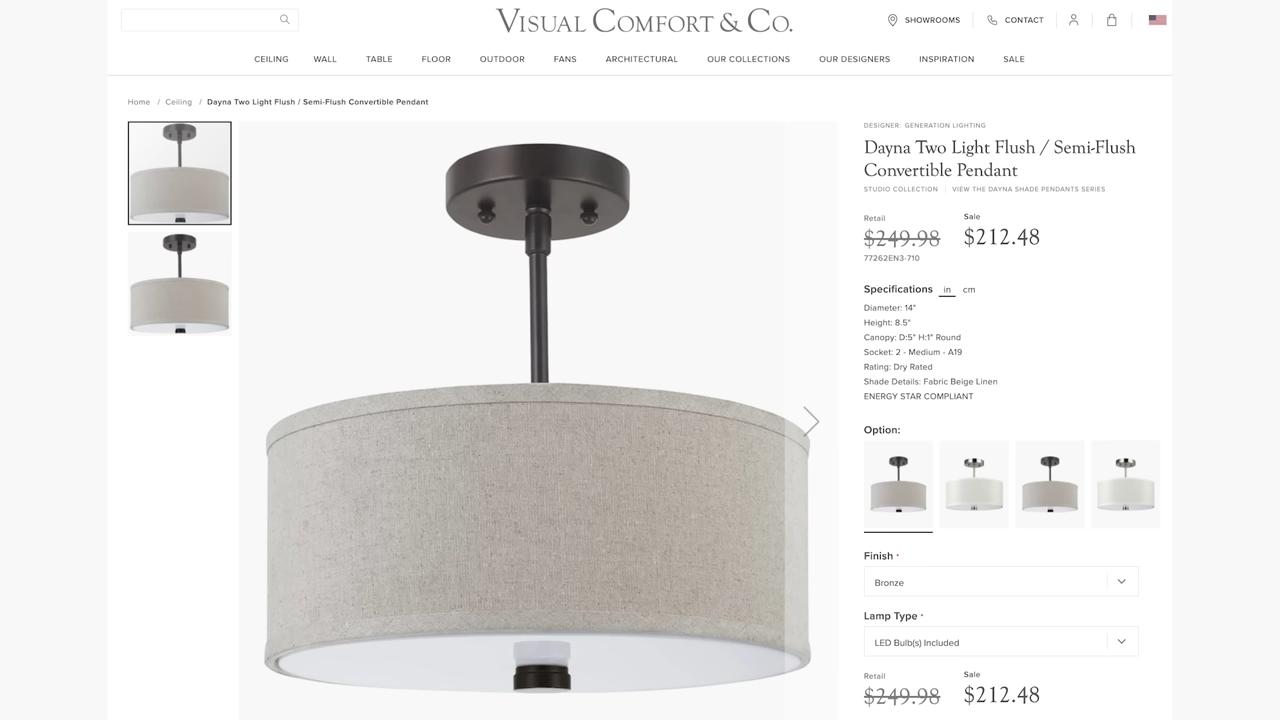 VISUAL COMFORT & CO.
SHOWROOMS
CONTACT
CEILING WALL TABLE FLOOR OUTDOOR FANS ARCHITECTURAL OUR COLLECTIONS OUR DESIGNERS INSPIRATION SALE
Home / Ceiling / Dayna Two Light Flush / Semi-Flush Convertible Pendant
DESIGNER: GENERATION LIGHTING
Dayna Two Light Flush / Semi-Flush
Convertible Pendant
STUDIO COLLECTION | VIEW THE DAYNA SHADE PENDANTS SERIES
Retail Sale
$249.98 $212.48
77262EN3-710
Specifications in cm
Diameter: 14"
Height: 8.5"
Canopy: D:5" H:1" Round
Socket: 2 - Medium - A19
Rating: Dry Rated
Shade Details: Fabric Beige Linen
ENERGY STAR COMPLIANT
Option:
Finish *
Bronze
Lamp Type *
LED Bulb(s) Included
Retail Sale
$249.98 $212.48